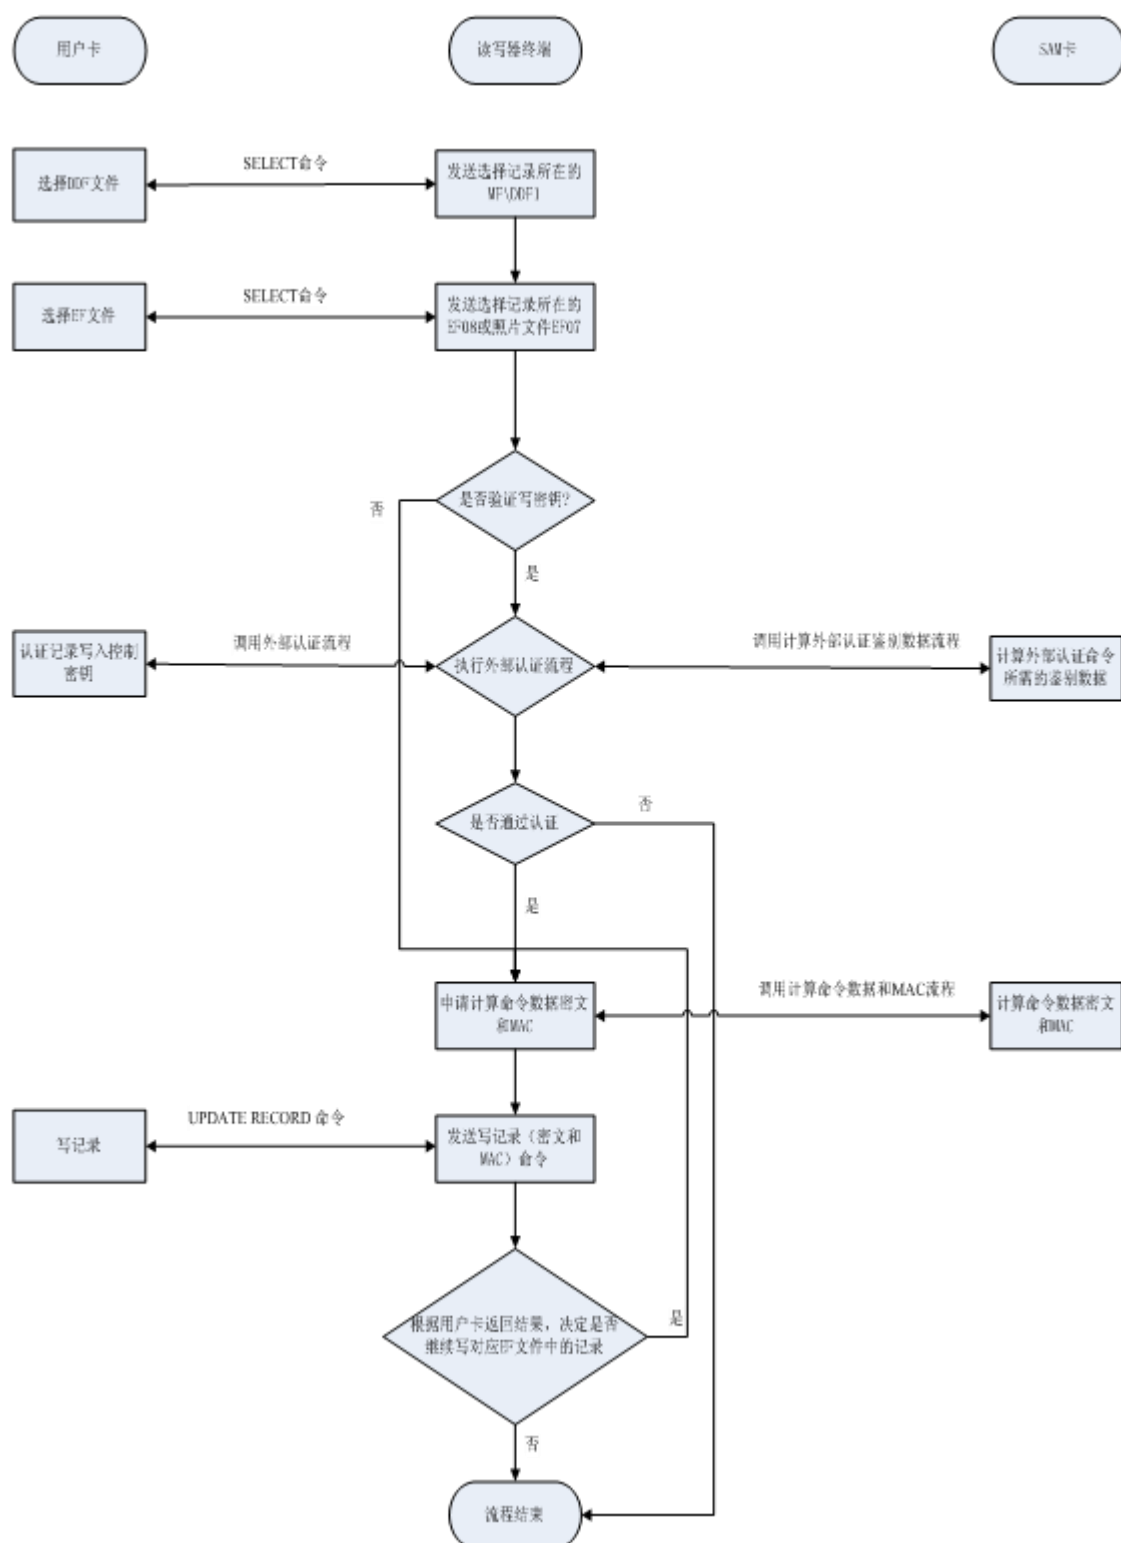 用户卡
读写器终端
SAM卡
SELECT命令
选择DDF文件
发送选择记录所在的
MF\DDF1
SELECT命令
选择EF文件
发送选择记录所在的
EF08或照片文件EF07
是否验证写密钥?
否
是
认证记录写入控制
密钥
调用外部认证流程
执行外部认证流程
调用计算外部认证鉴别数据流程
计算外部认证命令
所需的鉴别数据
是否通过认证
否
是
申请计算命令数据密文
和MAC
调用计算命令数据和MAC流程
计算命令数据密文
和MAC
UPDATE RECORD 命令
写记录
发送写记录（密文和
MAC）命令
根据用户卡返回结果，决定是否
继续写对应EF文件中的记录
是
否
流程结束